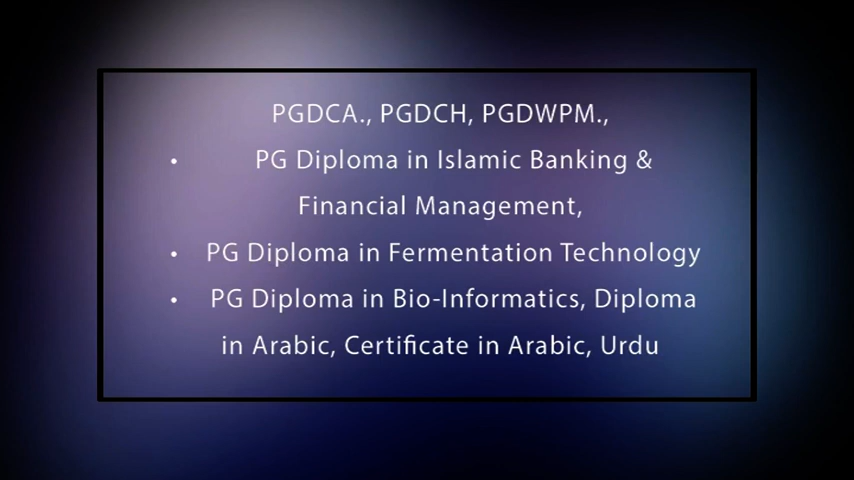 PGDCA., PGDCH, PGDWPM.,
• PG Diploma in Islamic Banking &
Financial Management,
• PG Diploma in Fermentation Technology
• PG Diploma in Bio-Informatics, Diploma
in Arabic, Certificate in Arabic, Urdu